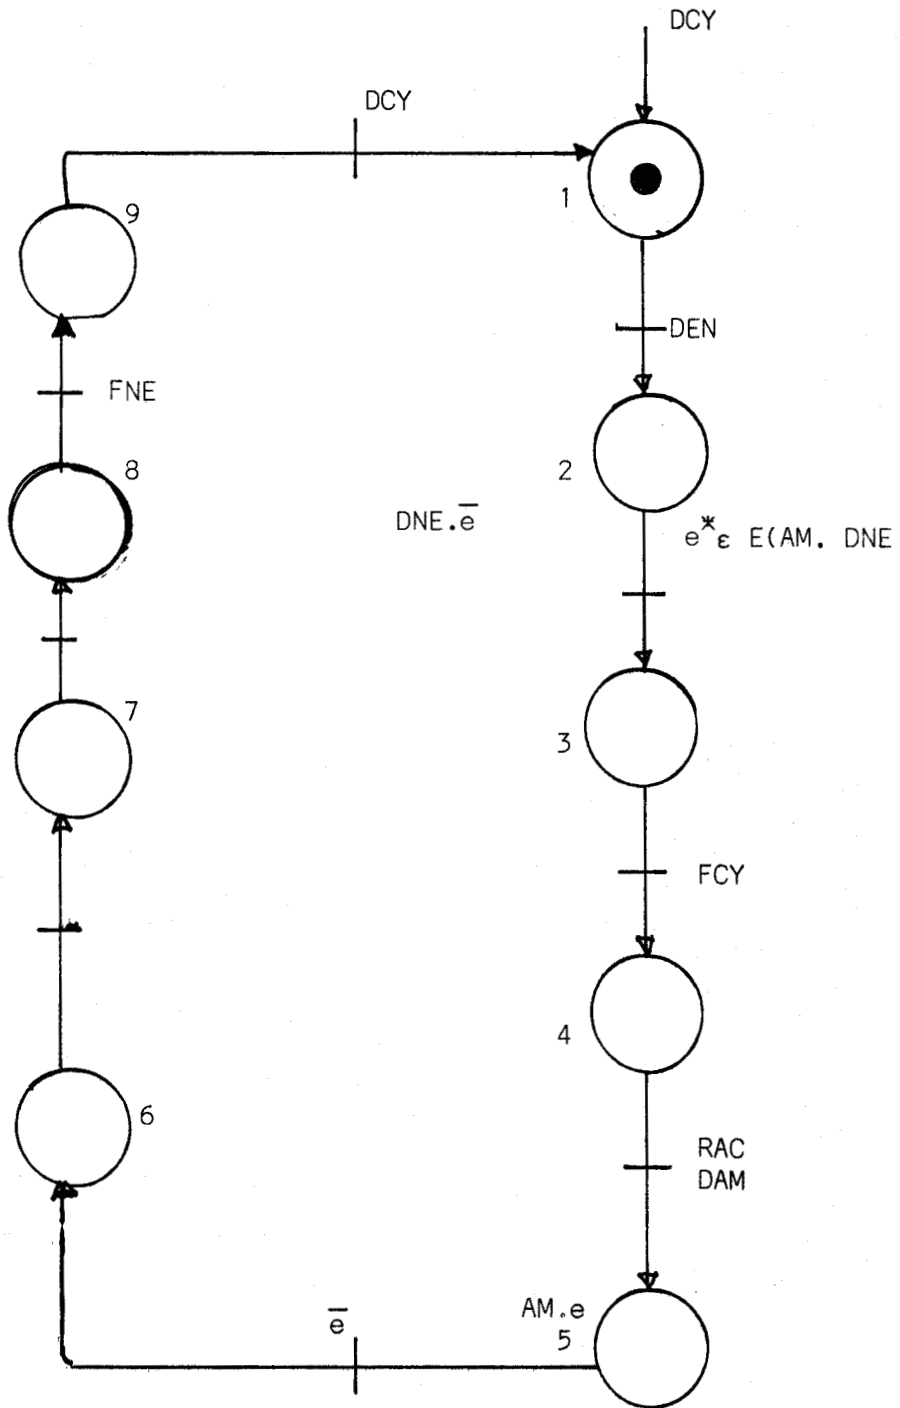 DCY
DCY
1
9
DEN
FNE
2
8
DNE.e̅
e* ε E(AM. DNE
7
3
FCY
4
6
RAC
DAM
e̅
AM.e
5